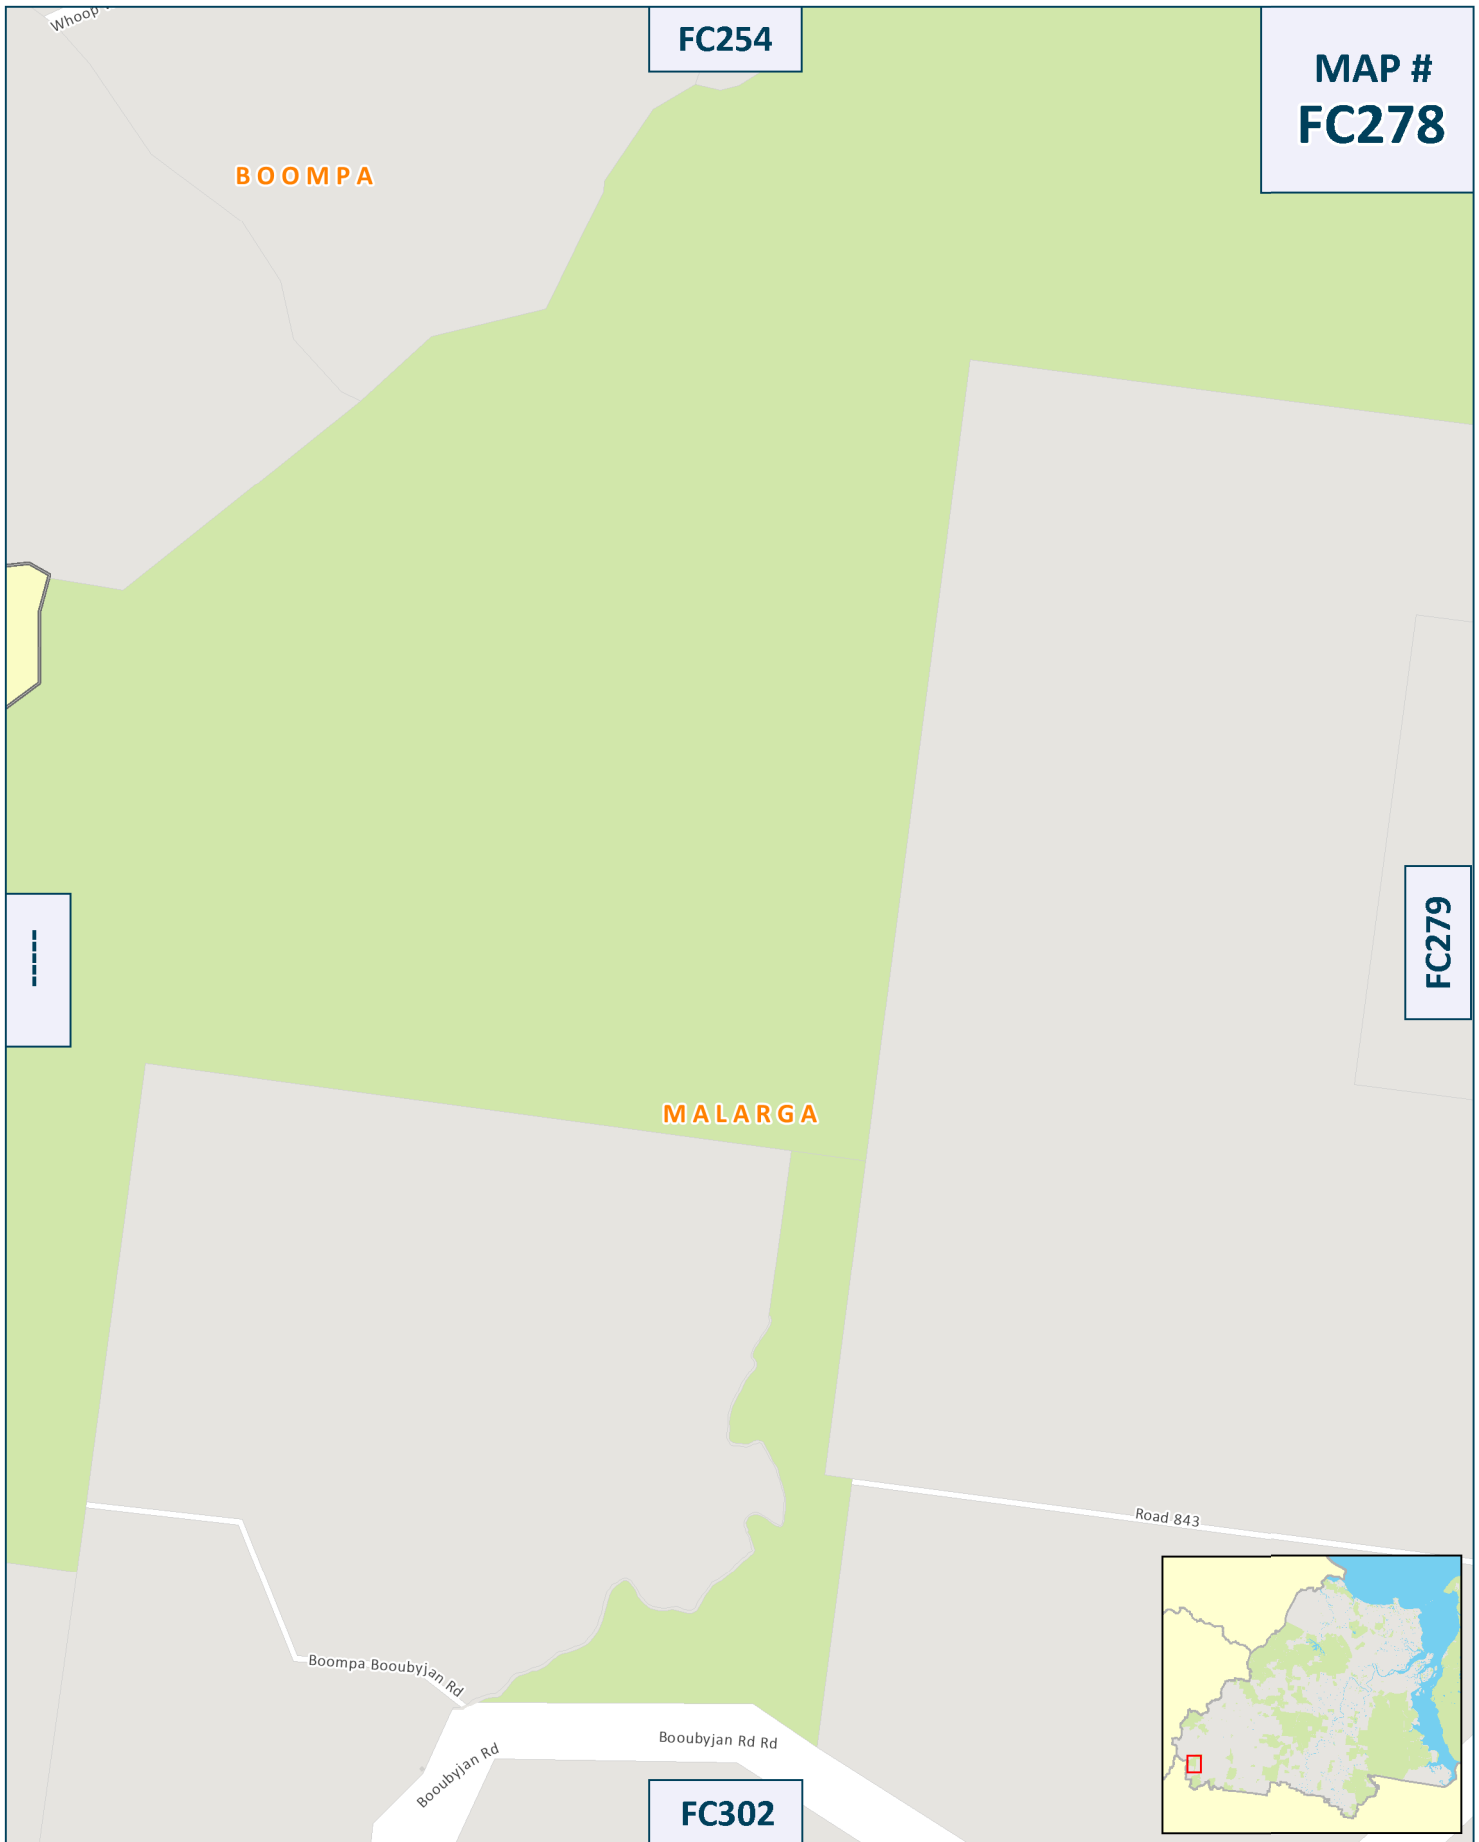 Whoop
FC254
MAP #
FC278
BOOMPA
------
FC279
MALARGA
Road 843
Boompa Booubyjan Rd
Booubyjan Rd Rd
Booubyjan Rd
FC302